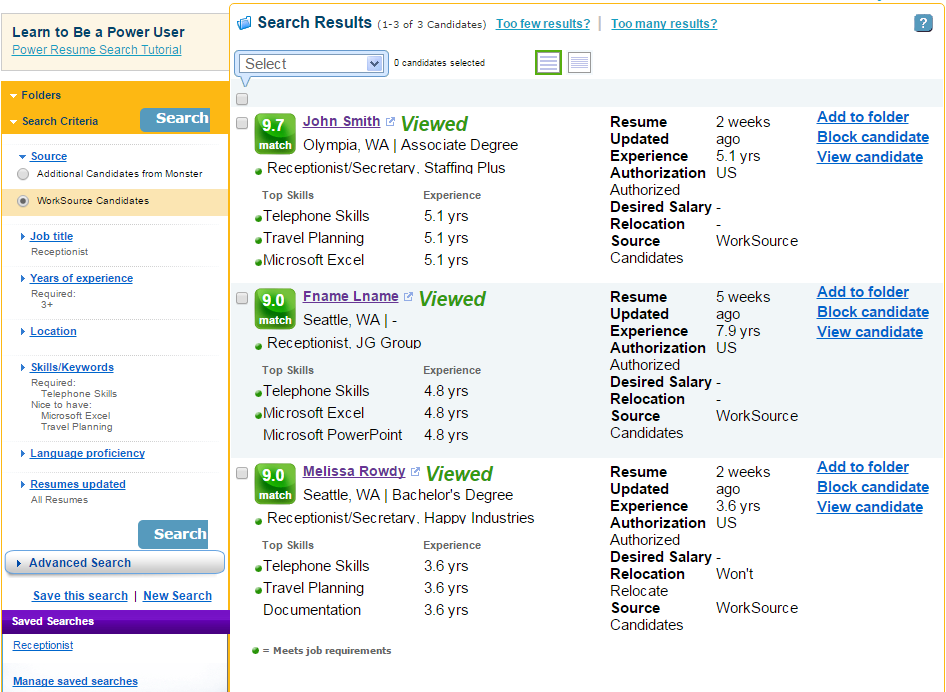 Learn to Be a Power User
Power Resume Search Tutorial
Folders
Search Criteria
Search
Source
Additional Candidates from Monster
WorkSource Candidates
Job title
Receptionist
Years of experience
Required:
3+
Location
Skills/Keywords
Required:
Telephone Skills
Nice to have:
Microsoft Excel
Travel Planning
Language proficiency
Resumes updated
All Resumes
Search
Advanced Search
Save this search | New Search
Saved Searches
Receptionist
Manage saved searches
Search Results (1-3 of 3 Candidates) Too few results? | Too many results?
?
Select
0 candidates selected
9.7
match
John Smith Viewed
Olympia, WA | Associate Degree
Receptionist/Secretary, Staffing Plus
Top Skills Experience
Telephone Skills 5.1 yrs
Travel Planning 5.1 yrs
Microsoft Excel 5.1 yrs
Resume 2 weeks
Updated ago
Experience 5.1 yrs
Authorization US
Authorized
Desired Salary -
Relocation -
Source WorkSource
Candidates
Add to folder
Block candidate
View candidate
9.0
match
Fname Lname Viewed
Seattle, WA | -
Receptionist, JG Group
Top Skills Experience
Telephone Skills 4.8 yrs
Microsoft Excel 4.8 yrs
Microsoft PowerPoint 4.8 yrs
Resume 5 weeks
Updated ago
Experience 7.9 yrs
Authorization US
Authorized
Desired Salary -
Relocation -
Source WorkSource
Candidates
Add to folder
Block candidate
View candidate
9.0
match
Melissa Rowdy Viewed
Seattle, WA | Bachelor's Degree
Receptionist/Secretary, Happy Industries
Top Skills Experience
Telephone Skills 3.6 yrs
Travel Planning 3.6 yrs
Documentation 3.6 yrs
Resume 2 weeks
Updated ago
Experience 3.6 yrs
Authorization US
Authorized
Desired Salary -
Relocation Won't
Relocate
Source WorkSource
Candidates
Add to folder
Block candidate
View candidate
= Meets job requirements